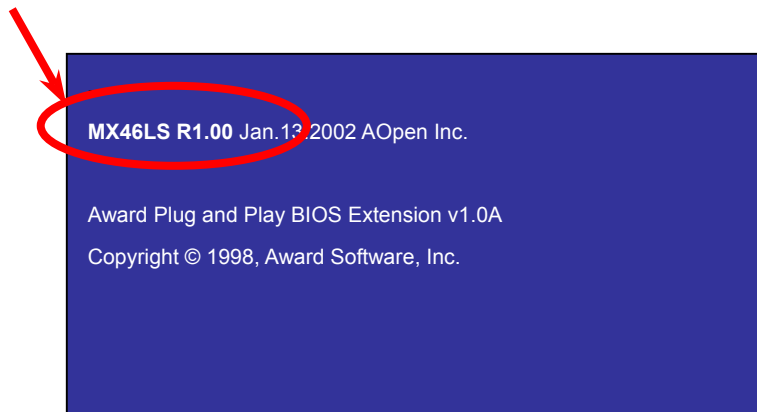 MX46LS R1.00 Jan.13.2002 AOpen Inc.
Award Plug and Play BIOS Extension v1.0A
Copyright © 1998, Award Software, Inc.